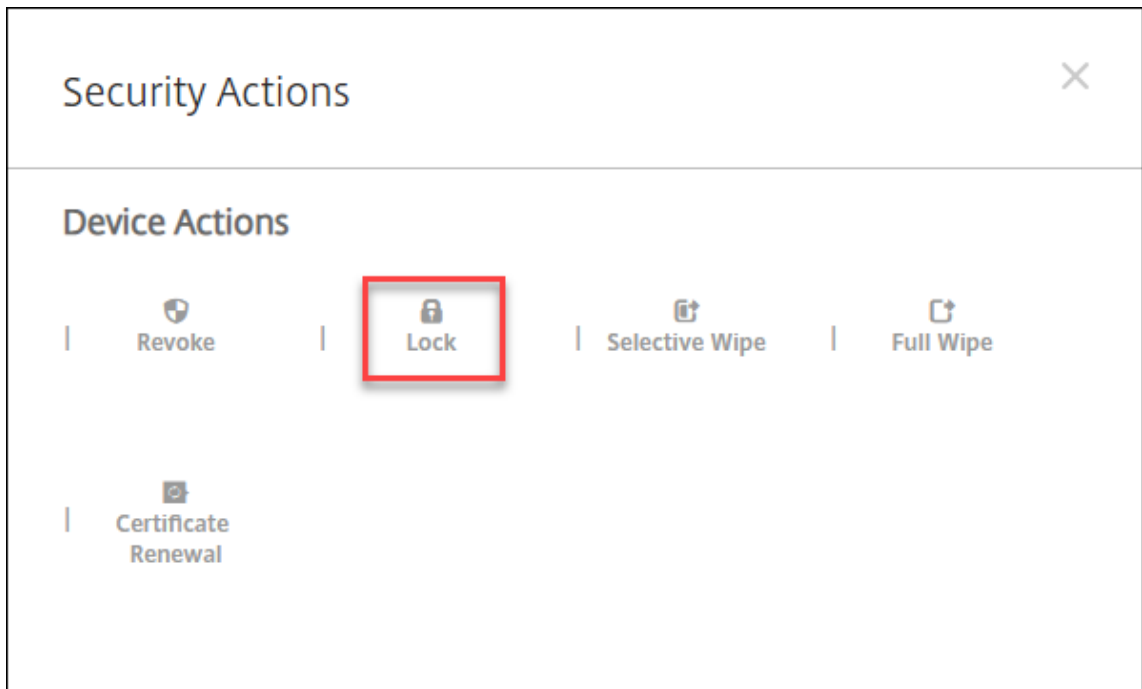 Security Actions
Device Actions
Revoke
Lock
Selective Wipe
Full Wipe
Certificate
Renewal